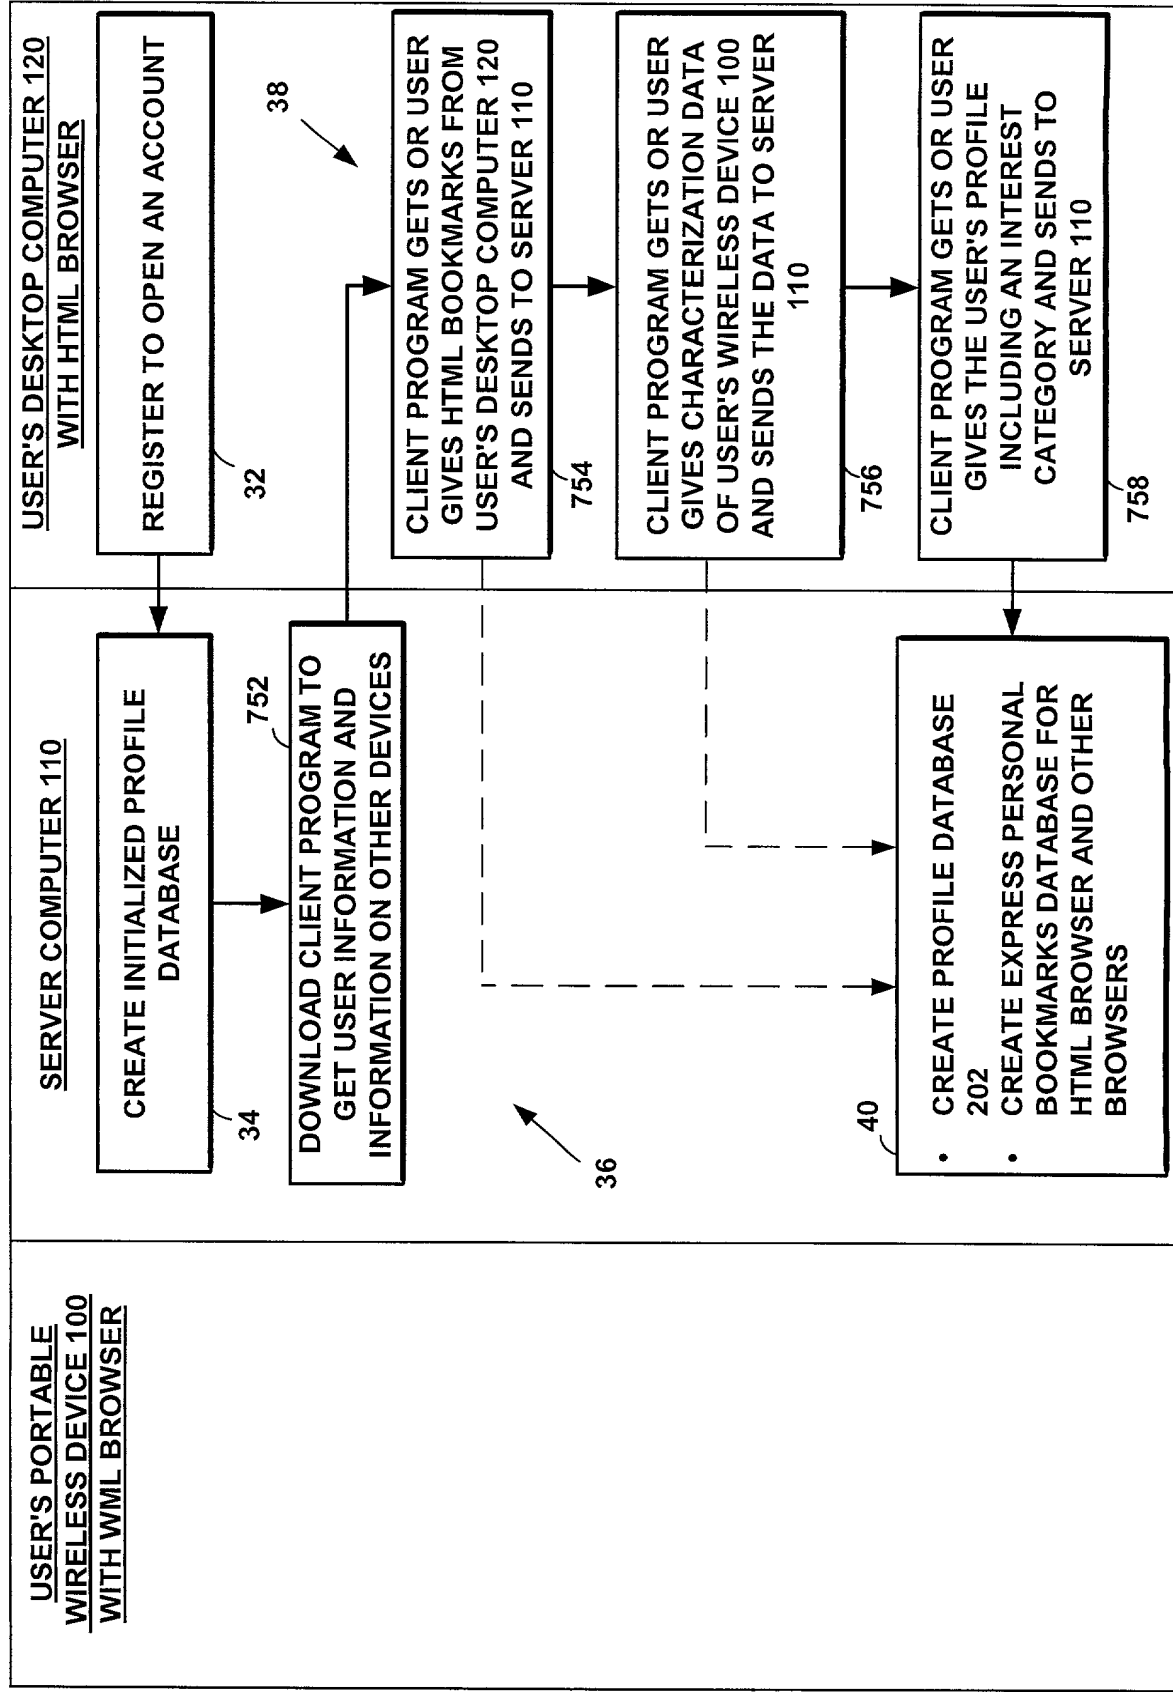 USER'S PORTABLE
WIRELESS DEVICE 100
WITH WML BROWSER
SERVER COMPUTER 110
CREATE INITIALIZED PROFILE
DATABASE
34
752
DOWNLOAD CLIENT PROGRAM TO
GET USER INFORMATION AND
INFORMATION ON OTHER DEVICES
36
40
• CREATE PROFILE DATABASE
202
• CREATE EXPRESS PERSONAL
BOOKMARKS DATABASE FOR
HTML BROWSER AND OTHER
BROWSERS
USER'S DESKTOP COMPUTER 120
WITH HTML BROWSER
REGISTER TO OPEN AN ACCOUNT
32
38
CLIENT PROGRAM GETS OR USER
GIVES HTML BOOKMARKS FROM
USER'S DESKTOP COMPUTER 120
AND SENDS TO SERVER 110
754
CLIENT PROGRAM GETS OR USER
GIVES CHARACTERIZATION DATA
OF USER'S WIRELESS DEVICE 100
AND SENDS THE DATA TO SERVER
110
756
CLIENT PROGRAM GETS OR USER
GIVES THE USER'S PROFILE
INCLUDING AN INTEREST
CATEGORY AND SENDS TO
SERVER 110
758